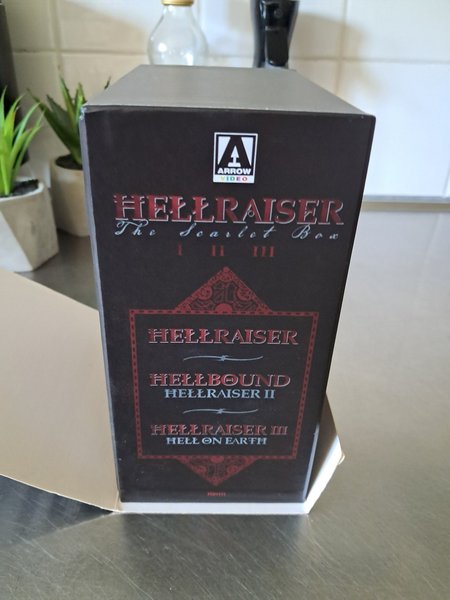 A
ARROW
VIDEO
HELLRAISER
The Scarlet Box
I II III
HELLRAISER
HELLBOUND
HELLRAISER II
HELLRAISER III
HELL ON EARTH